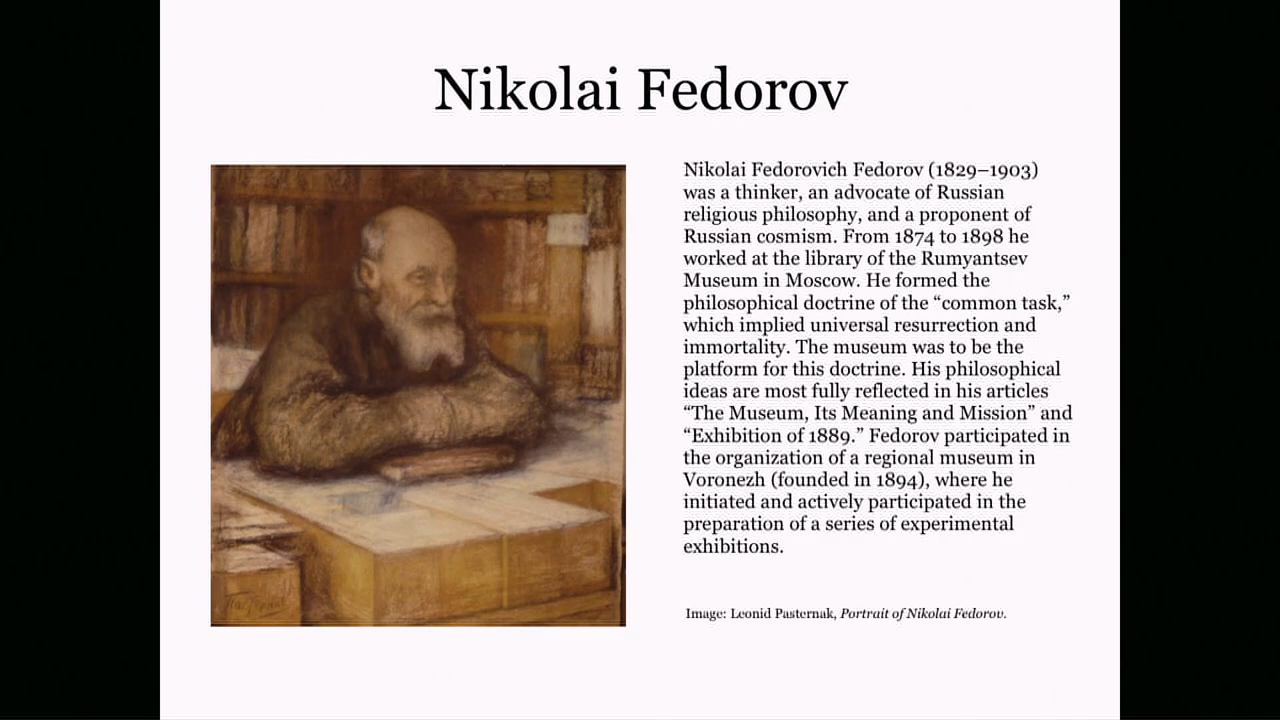 Nikolai Fedorov
Nikolai Fedorovich Fedorov (1829–1903)
was a thinker, an advocate of Russian
religious philosophy, and a proponent of
Russian cosmism. From 1874 to 1898 he
worked at the library of the Rumyantsev
Museum in Moscow. He formed the
philosophical doctrine of the “common task,”
which implied universal resurrection and
immortality. The museum was to be the
platform for this doctrine. His philosophical
ideas are most fully reflected in his articles
“The Museum, Its Meaning and Mission” and
“Exhibition of 1889.” Fedorov participated in
the organization of a regional museum in
Voronezh (founded in 1894), where he
initiated and actively participated in the
preparation of a series of experimental
exhibitions.
Image: Leonid Pasternak, Portrait of Nikolai Fedorov.